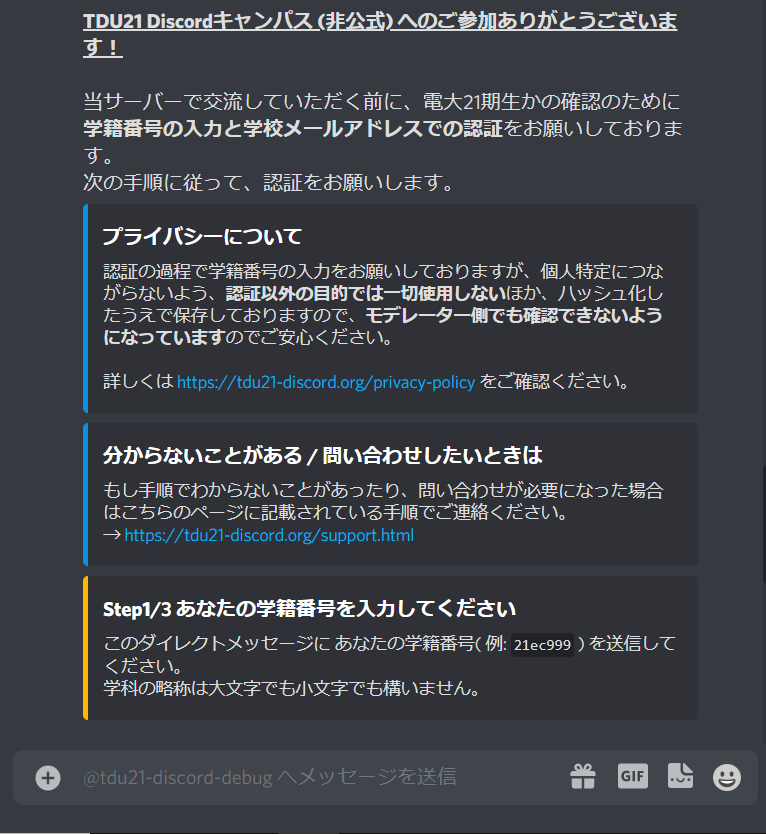 TDU21 Discordキャンパス (非公式) へのご参加ありがとうございま
す！
当サーバーで交流していただく前に、電大21期生かの確認のために
学籍番号の入力と学校メールアドレスでの認証をお願いしておりま
す。
次の手順に従って、認証をお願いします。
プライバシーについて
認証の過程で学籍番号の入力をお願いしておりますが、個人特定につな
がらないよう、認証以外の目的では一切使用しないほか、ハッシュ化し
たうえで保存しておりますので、モデレーター側でも確認できないよう
になっていますのでご安心ください。
詳しくは https://tdu21-discord.org/privacy-policy をご確認ください。
分からないことがある / 問い合わせしたいときは
もし手順でわからないことがあったり、問い合わせが必要になった場合
はこちらのページに記載されている手順でご連絡ください。
→ https://tdu21-discord.org/support.html
Step1/3 あなたの学籍番号を入力してください
このダイレクトメッセージに あなたの学籍番号( 例: 21ec999 ) を送信して
ください。
学科の略称は大文字でも小文字でも構いません。
@tdu21-discord-debug へメッセージを送信
GIF